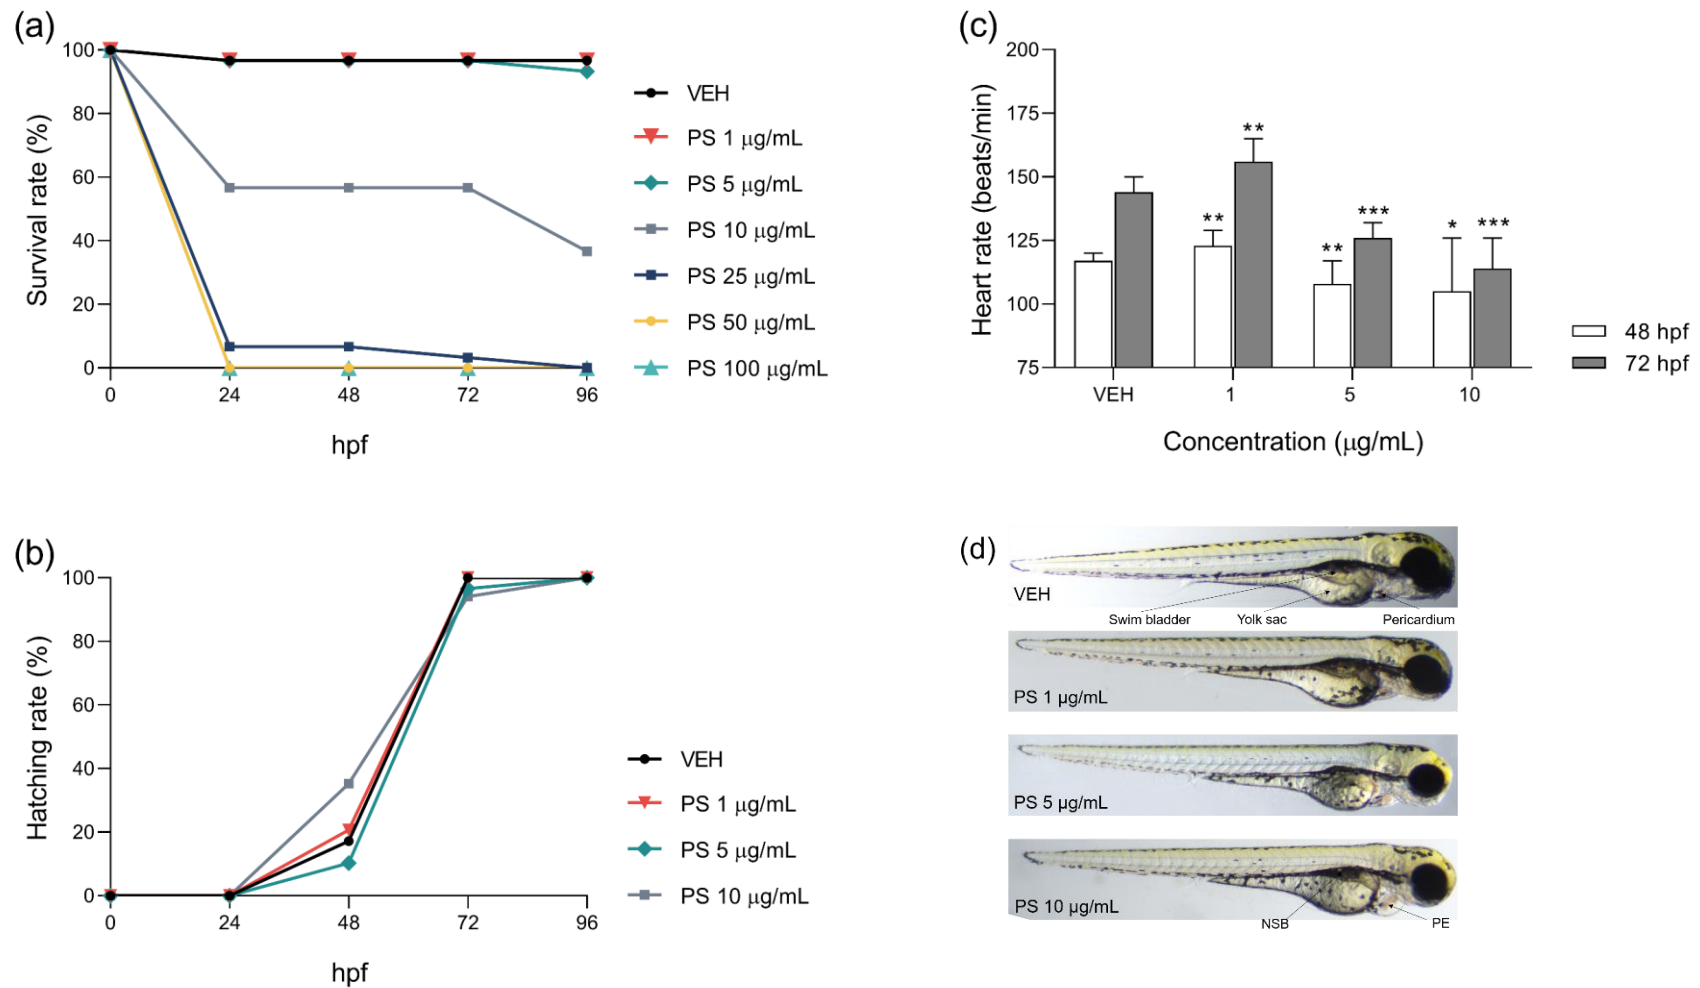 (a)
Survival rate (%)
100
80
60
40
20
0
0 24 48 72 96
hpf
VEH
PS 1 μg/mL
PS 5 μg/mL
PS 10 μg/mL
PS 25 μg/mL
PS 50 μg/mL
PS 100 μg/mL
(b)
Hatching rate (%)
100
80
60
40
20
0
0 24 48 72 96
hpf
VEH
PS 1 μg/mL
PS 5 μg/mL
PS 10 μg/mL
(c)
Heart rate (beats/min)
200
175
150
125
100
75
** ** ** *** * ***
VEH 1 5 10
Concentration (μg/mL)
48 hpf
72 hpf
(d)
VEH
Swim bladder Yolk sac Pericardium
PS 1 μg/mL
PS 5 μg/mL
PS 10 μg/mL
NSB PE